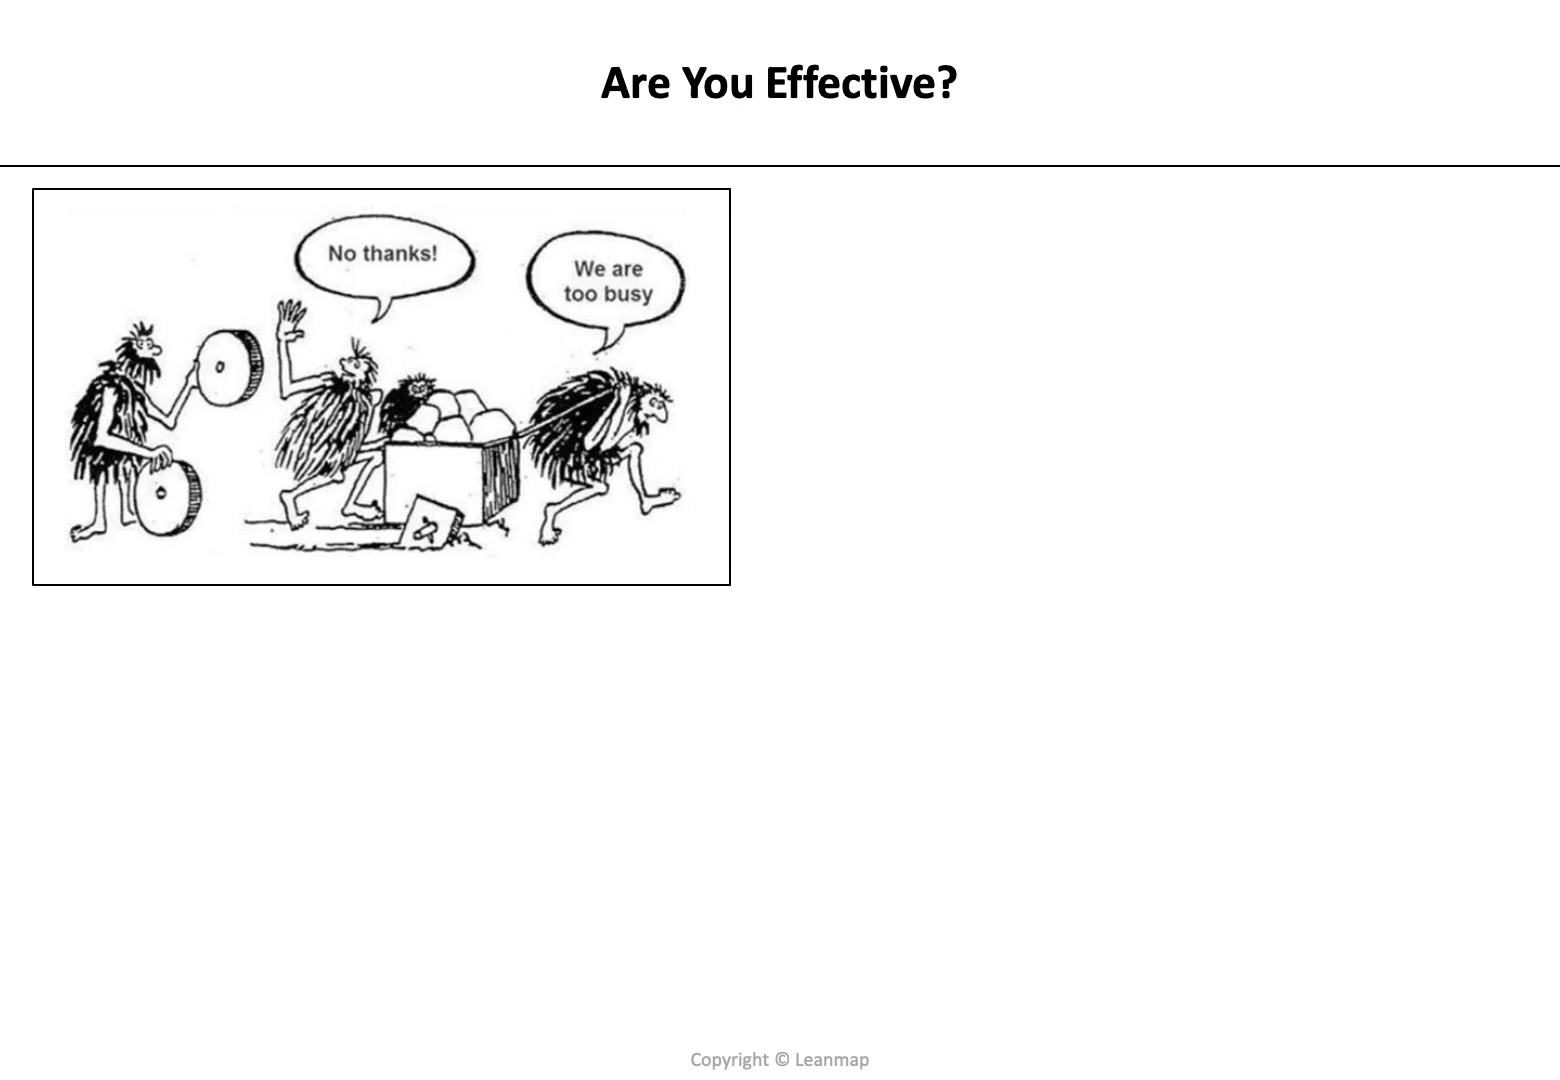 Are You Effective?
No thanks!
We are
too busy
Copyright © Leanmap